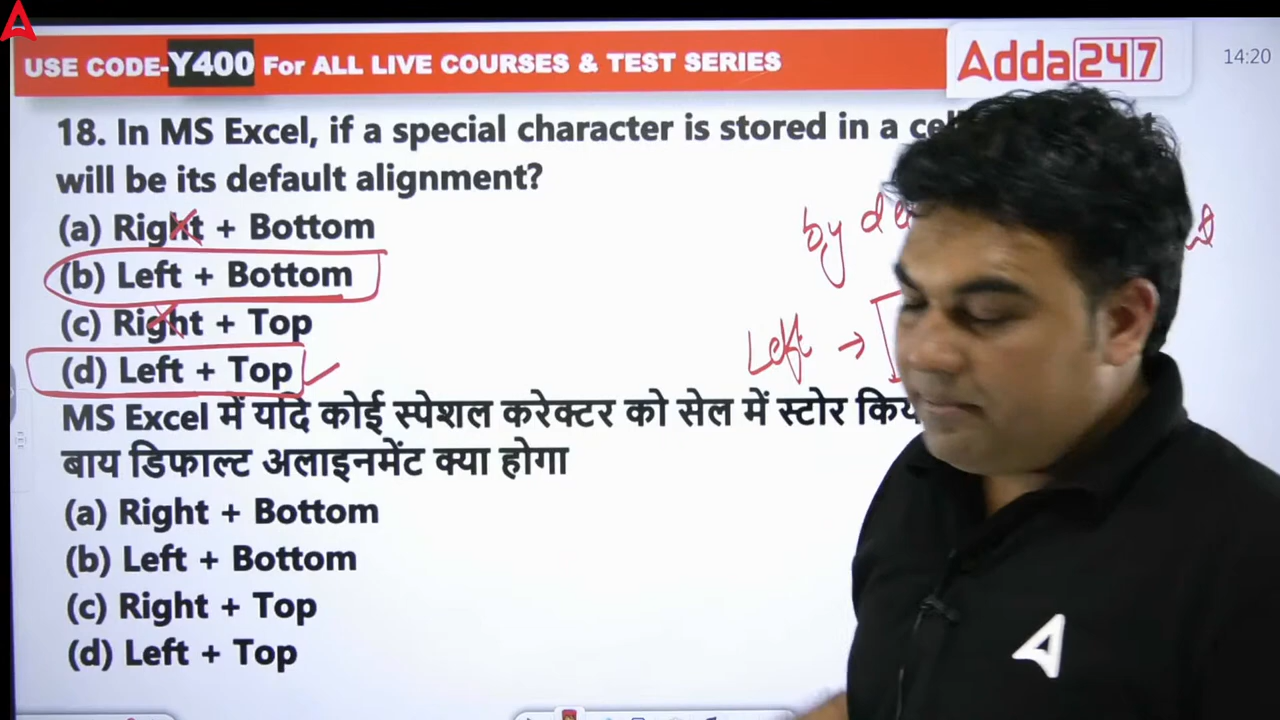 USE CODE-Y400 For ALL LIVE COURSES & TEST SERIES
Adda247
14:20
18. In MS Excel, if a special character is stored in a
will be its default alignment?
(a) Right + Bottom
(b) Left + Bottom
by
(c) Right + Top
Left →
(d) Left + Top
MS Excel में यदि कोई स्पेशल करेक्टर को सेल में स्टोर
बाय डिफाल्ट अलाइनमेंट क्या होगा
(a) Right + Bottom
(b) Left + Bottom
(c) Right + Top
(d) Left + Top